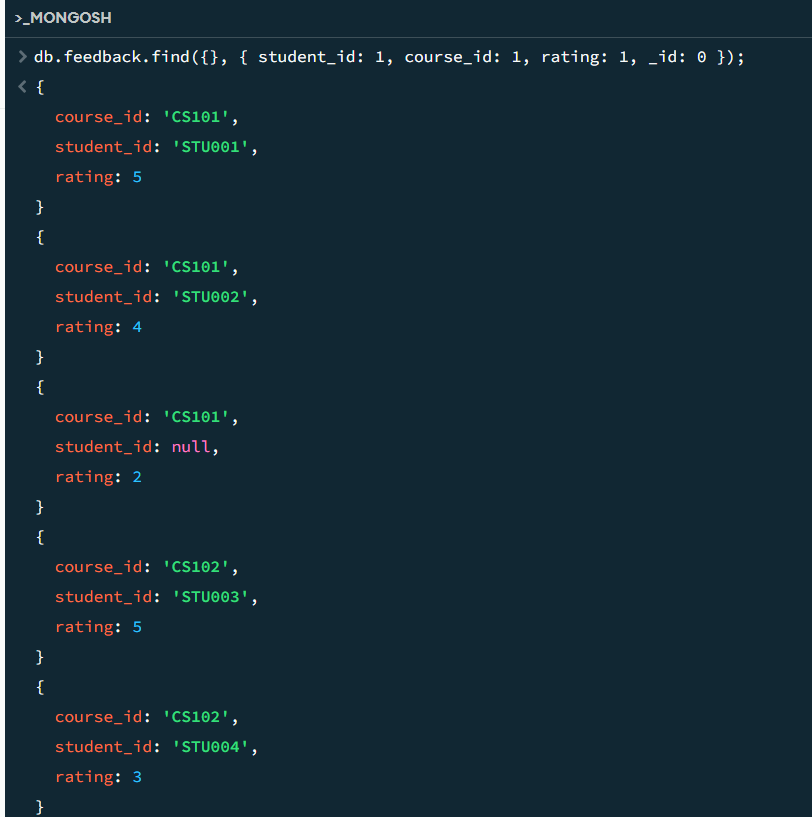 >_MONGOSH
> db.feedback.find({}, { student_id: 1, course_id: 1, rating: 1, _id: 0 });
< {
course_id: 'CS101',
student_id: 'STU001',
rating: 5
}
{
course_id: 'CS101',
student_id: 'STU002',
rating: 4
}
{
course_id: 'CS101',
student_id: null,
rating: 2
}
{
course_id: 'CS102',
student_id: 'STU003',
rating: 5
}
{
course_id: 'CS102',
student_id: 'STU004',
rating: 3
}